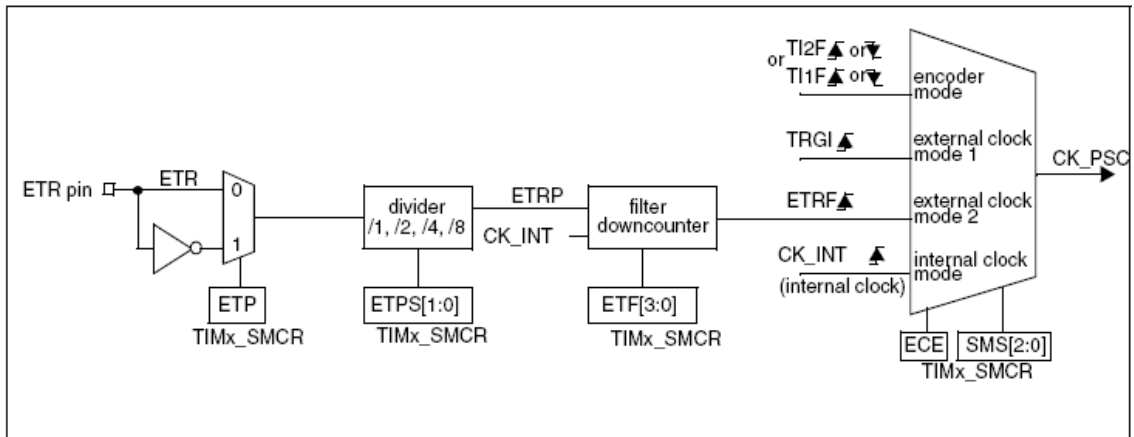 TI2F or
or
TI1F or
encoder
mode
TRGI
external clock
mode 1
CK_PSC
ETR pin
ETR
0
1
divider
/1, /2, /4, /8
ETRP
CK_INT
filter
downcounter
ETRF
external clock
mode 2
CK_INT
(internal clock)
internal clock
mode
ETP
TIMx_SMCR
ETPS[1:0]
TIMx_SMCR
ETF[3:0]
TIMx_SMCR
ECE
SMS[2:0]
TIMx_SMCR